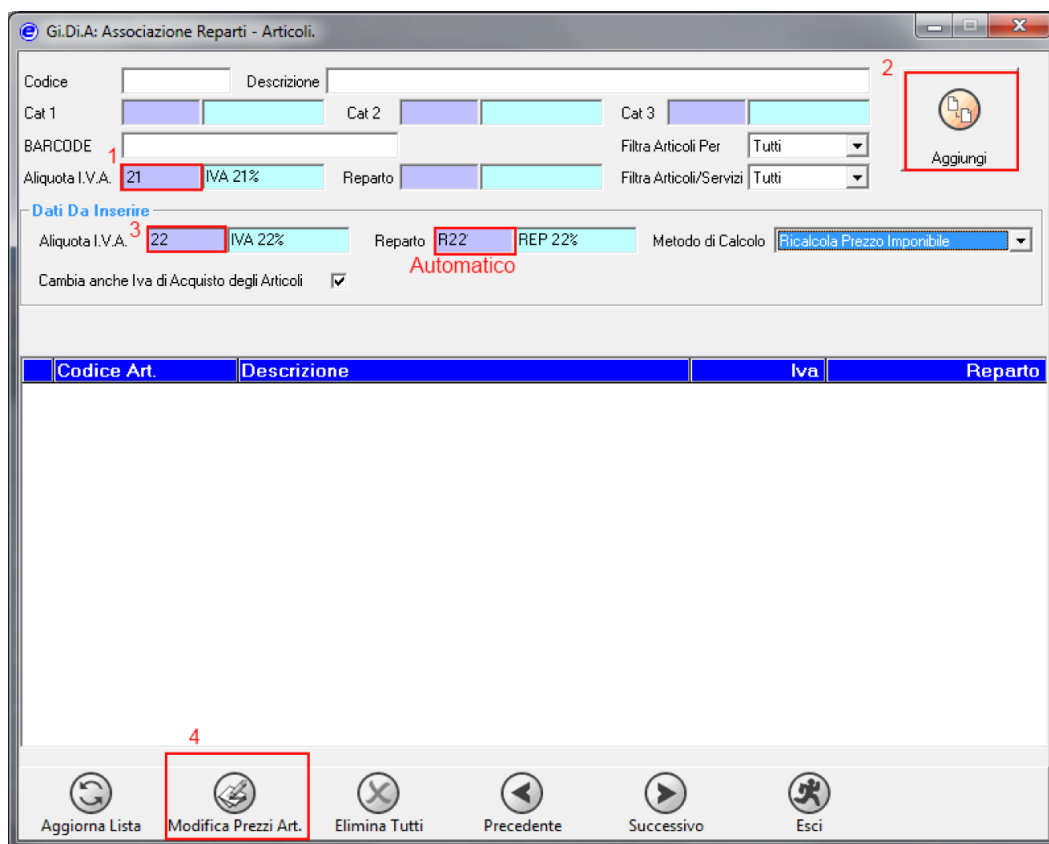 Gi.Di.A: Associazione Reparti - Articoli.
2
Codice Descrizione
Cat 1 Cat 2 Cat 3
BARCODE Filtra Articoli Per Tutti
Aggiungi
1
Aliquota I.V.A. 21 IVA 21% Reparto Filtra Articoli/Servizi Tutti
Dati Da Inserire
Aliquota I.V.A. 3 22 IVA 22% Reparto R22 REP 22% Metodo di Calcolo Ricalcola Prezzo Imponibile
Automatico
Cambia anche Iva di Acquisto degli Articoli
Codice Art. Descrizione Iva Reparto
4
Aggiorna Lista Modifica Prezzi Art. Elimina Tutti Precedente Successivo Esci